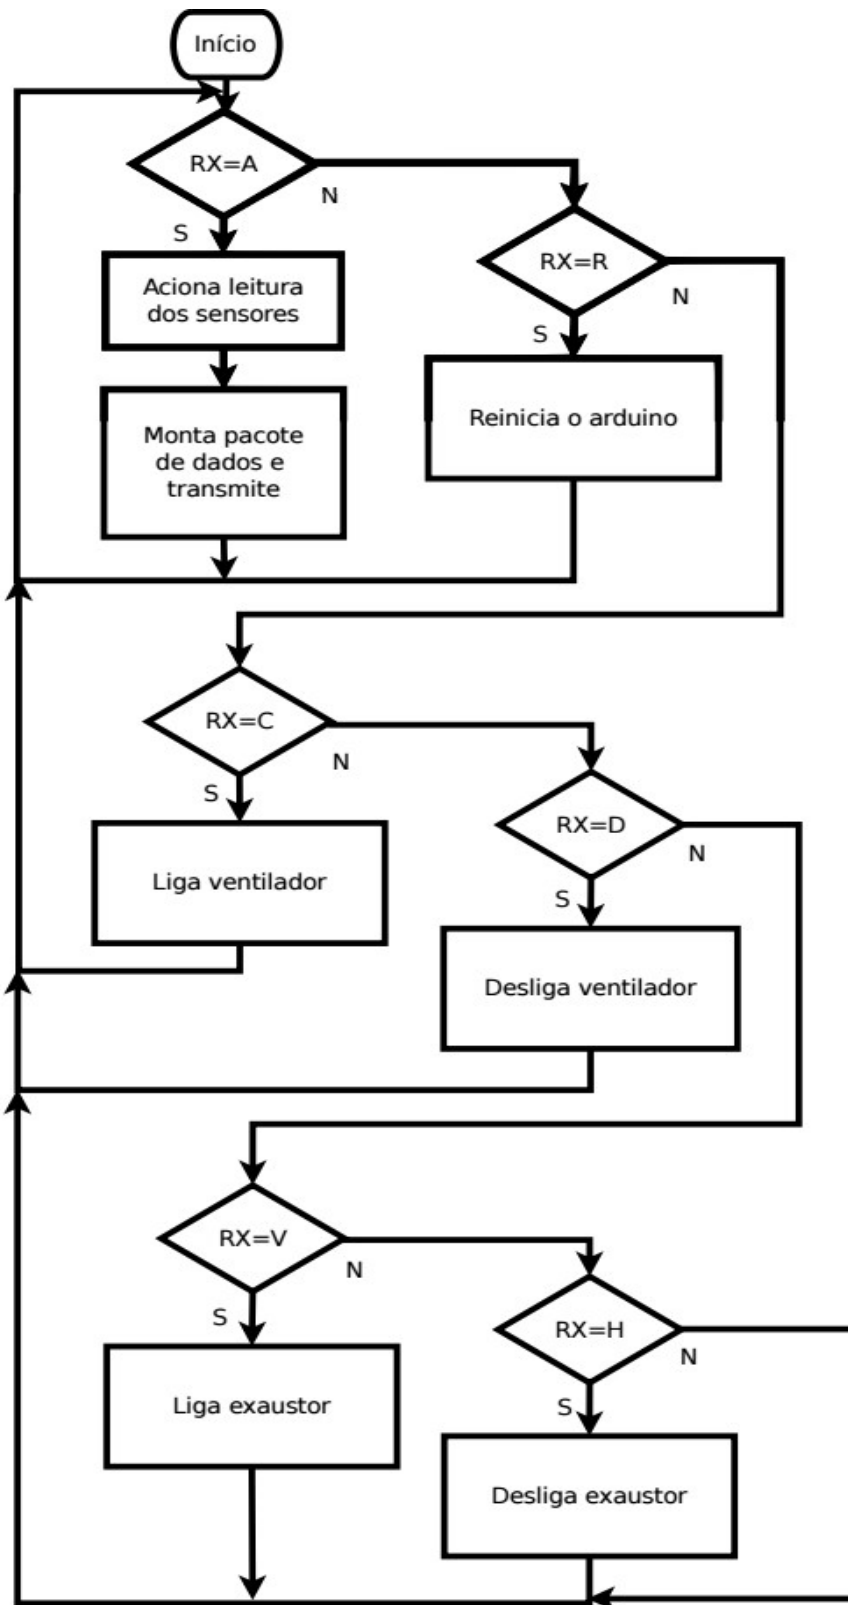 Início
RX=A
N
S
RX=R
N
S
Aciona leitura
dos sensores
Reinicia o arduino
Monta pacote
de dados e
transmite
RX=C
N
S
RX=D
N
S
Liga ventilador
Desliga ventilador
RX=V
N
S
RX=H
N
S
Liga exaustor
Desliga exaustor